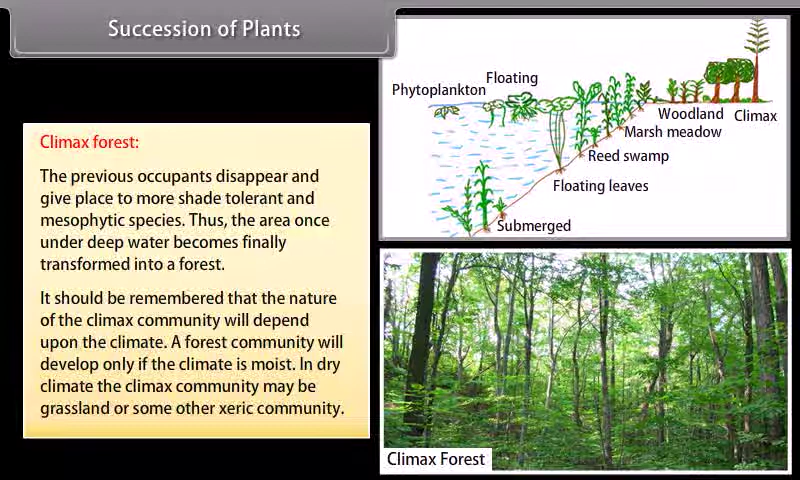 Succession of Plants
Climax forest:
The previous occupants disappear and
give place to more shade tolerant and
mesophytic species. Thus, the area once
under deep water becomes finally
transformed into a forest.
It should be remembered that the nature
of the climax community will depend
upon the climate. A forest community will
develop only if the climate is moist. In dry
climate the climax community may be
grassland or some other xeric community.
Phytoplankton
Floating
Woodland
Climax
Marsh meadow
Reed swamp
Floating leaves
Submerged
Climax Forest